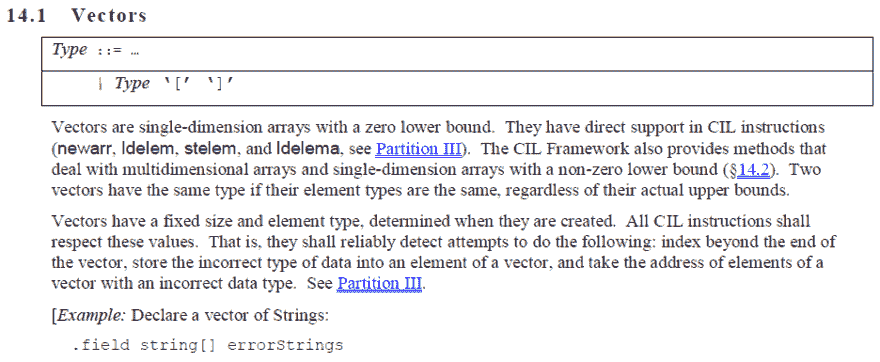 14.1 Vectors
Type ::= …
| Type ‘[’ ‘]’
Vectors are single-dimension arrays with a zero lower bound. They have direct support in CIL instructions
(newarr, ldelem, stelem, and ldelema, see Partition III). The CIL Framework also provides methods that
deal with multidimensional arrays and single-dimension arrays with a non-zero lower bound (§14.2). Two
vectors have the same type if their element types are the same, regardless of their actual upper bounds.
Vectors have a fixed size and element type, determined when they are created. All CIL instructions shall
respect these values. That is, they shall reliably detect attempts to do the following: index beyond the end of
the vector, store the incorrect type of data into an element of a vector, and take the address of elements of a
vector with an incorrect data type. See Partition III.
[Example: Declare a vector of Strings:
.field string[] errorStrings